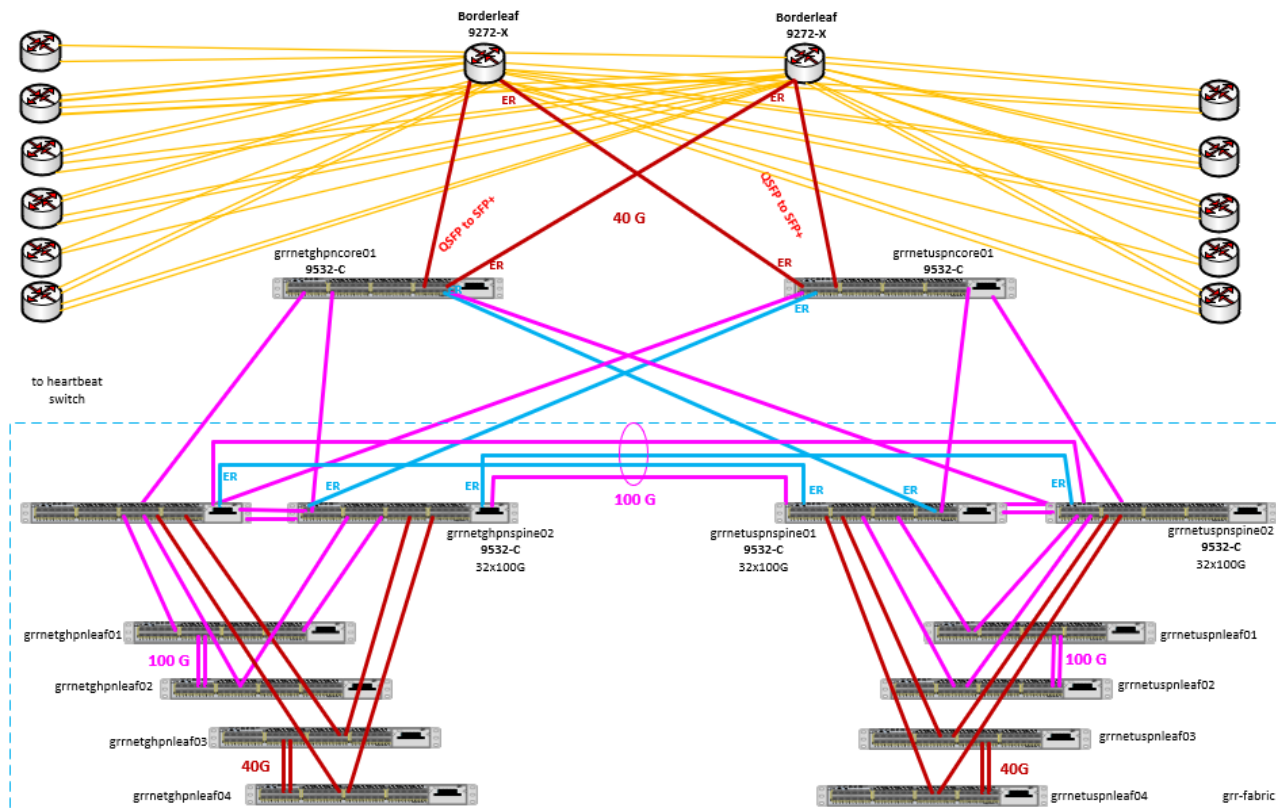 Borderleaf
9272-X
Borderleaf
9272-X
ER
ER
QSFP to SFP+
40 G
QSFP to SFP+
grrnetghpncore01
9532-C
ER
ER
grrnetuspncore01
9532-C
ER
ER
to heartbeat
switch
ER
ER
ER
100 G
ER
ER
ER
grrnetghpnspine02
9532-C
32x100G
grrnetuspnspine01
9532-C
32x100G
grrnetuspnspine02
9532-C
32x100G
grrnetghpnleaf01
100 G
grrnetghpnleaf02
grrnetghpnleaf03
40G
grrnetghpnleaf04
grrnetuspnleaf01
100 G
grrnetuspnleaf02
grrnetuspnleaf03
40G
grrnetuspnleaf04
grr-fabric